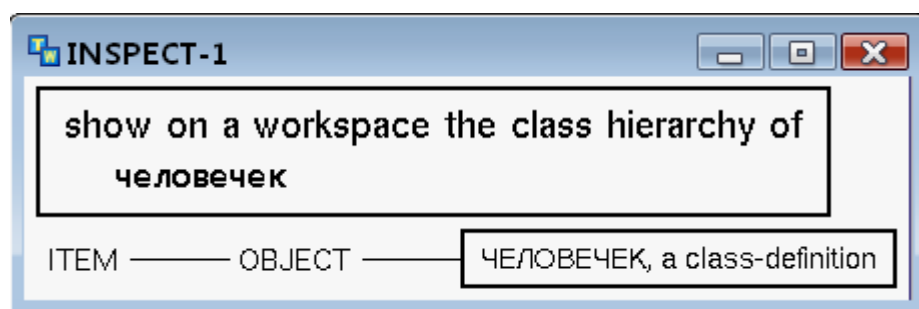 INSPECT-1
show on a workspace the class hierarchy of
человечек
ITEM OBJECT ЧЕЛОВЕЧЕК, a class-definition